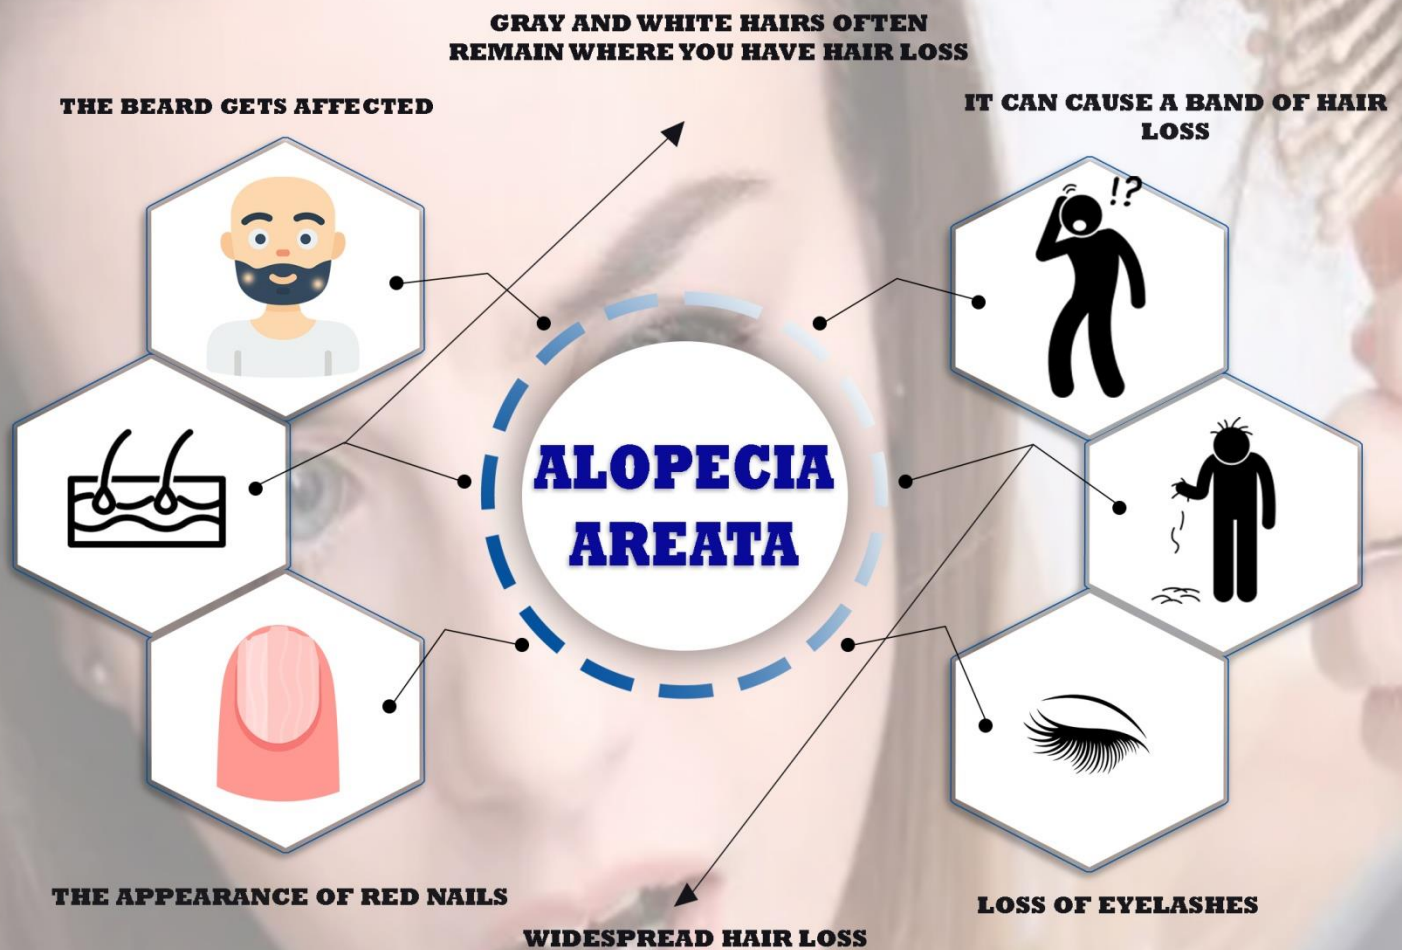 GRAY AND WHITE HAIRS OFTEN
REMAIN WHERE YOU HAVE HAIR LOSS
THE BEARD GETS AFFECTED
IT CAN CAUSE A BAND OF HAIR
LOSS
!?
ALOPECIA
AREATA
THE APPEARANCE OF RED NAILS
LOSS OF EYELASHES
WIDESPREAD HAIR LOSS